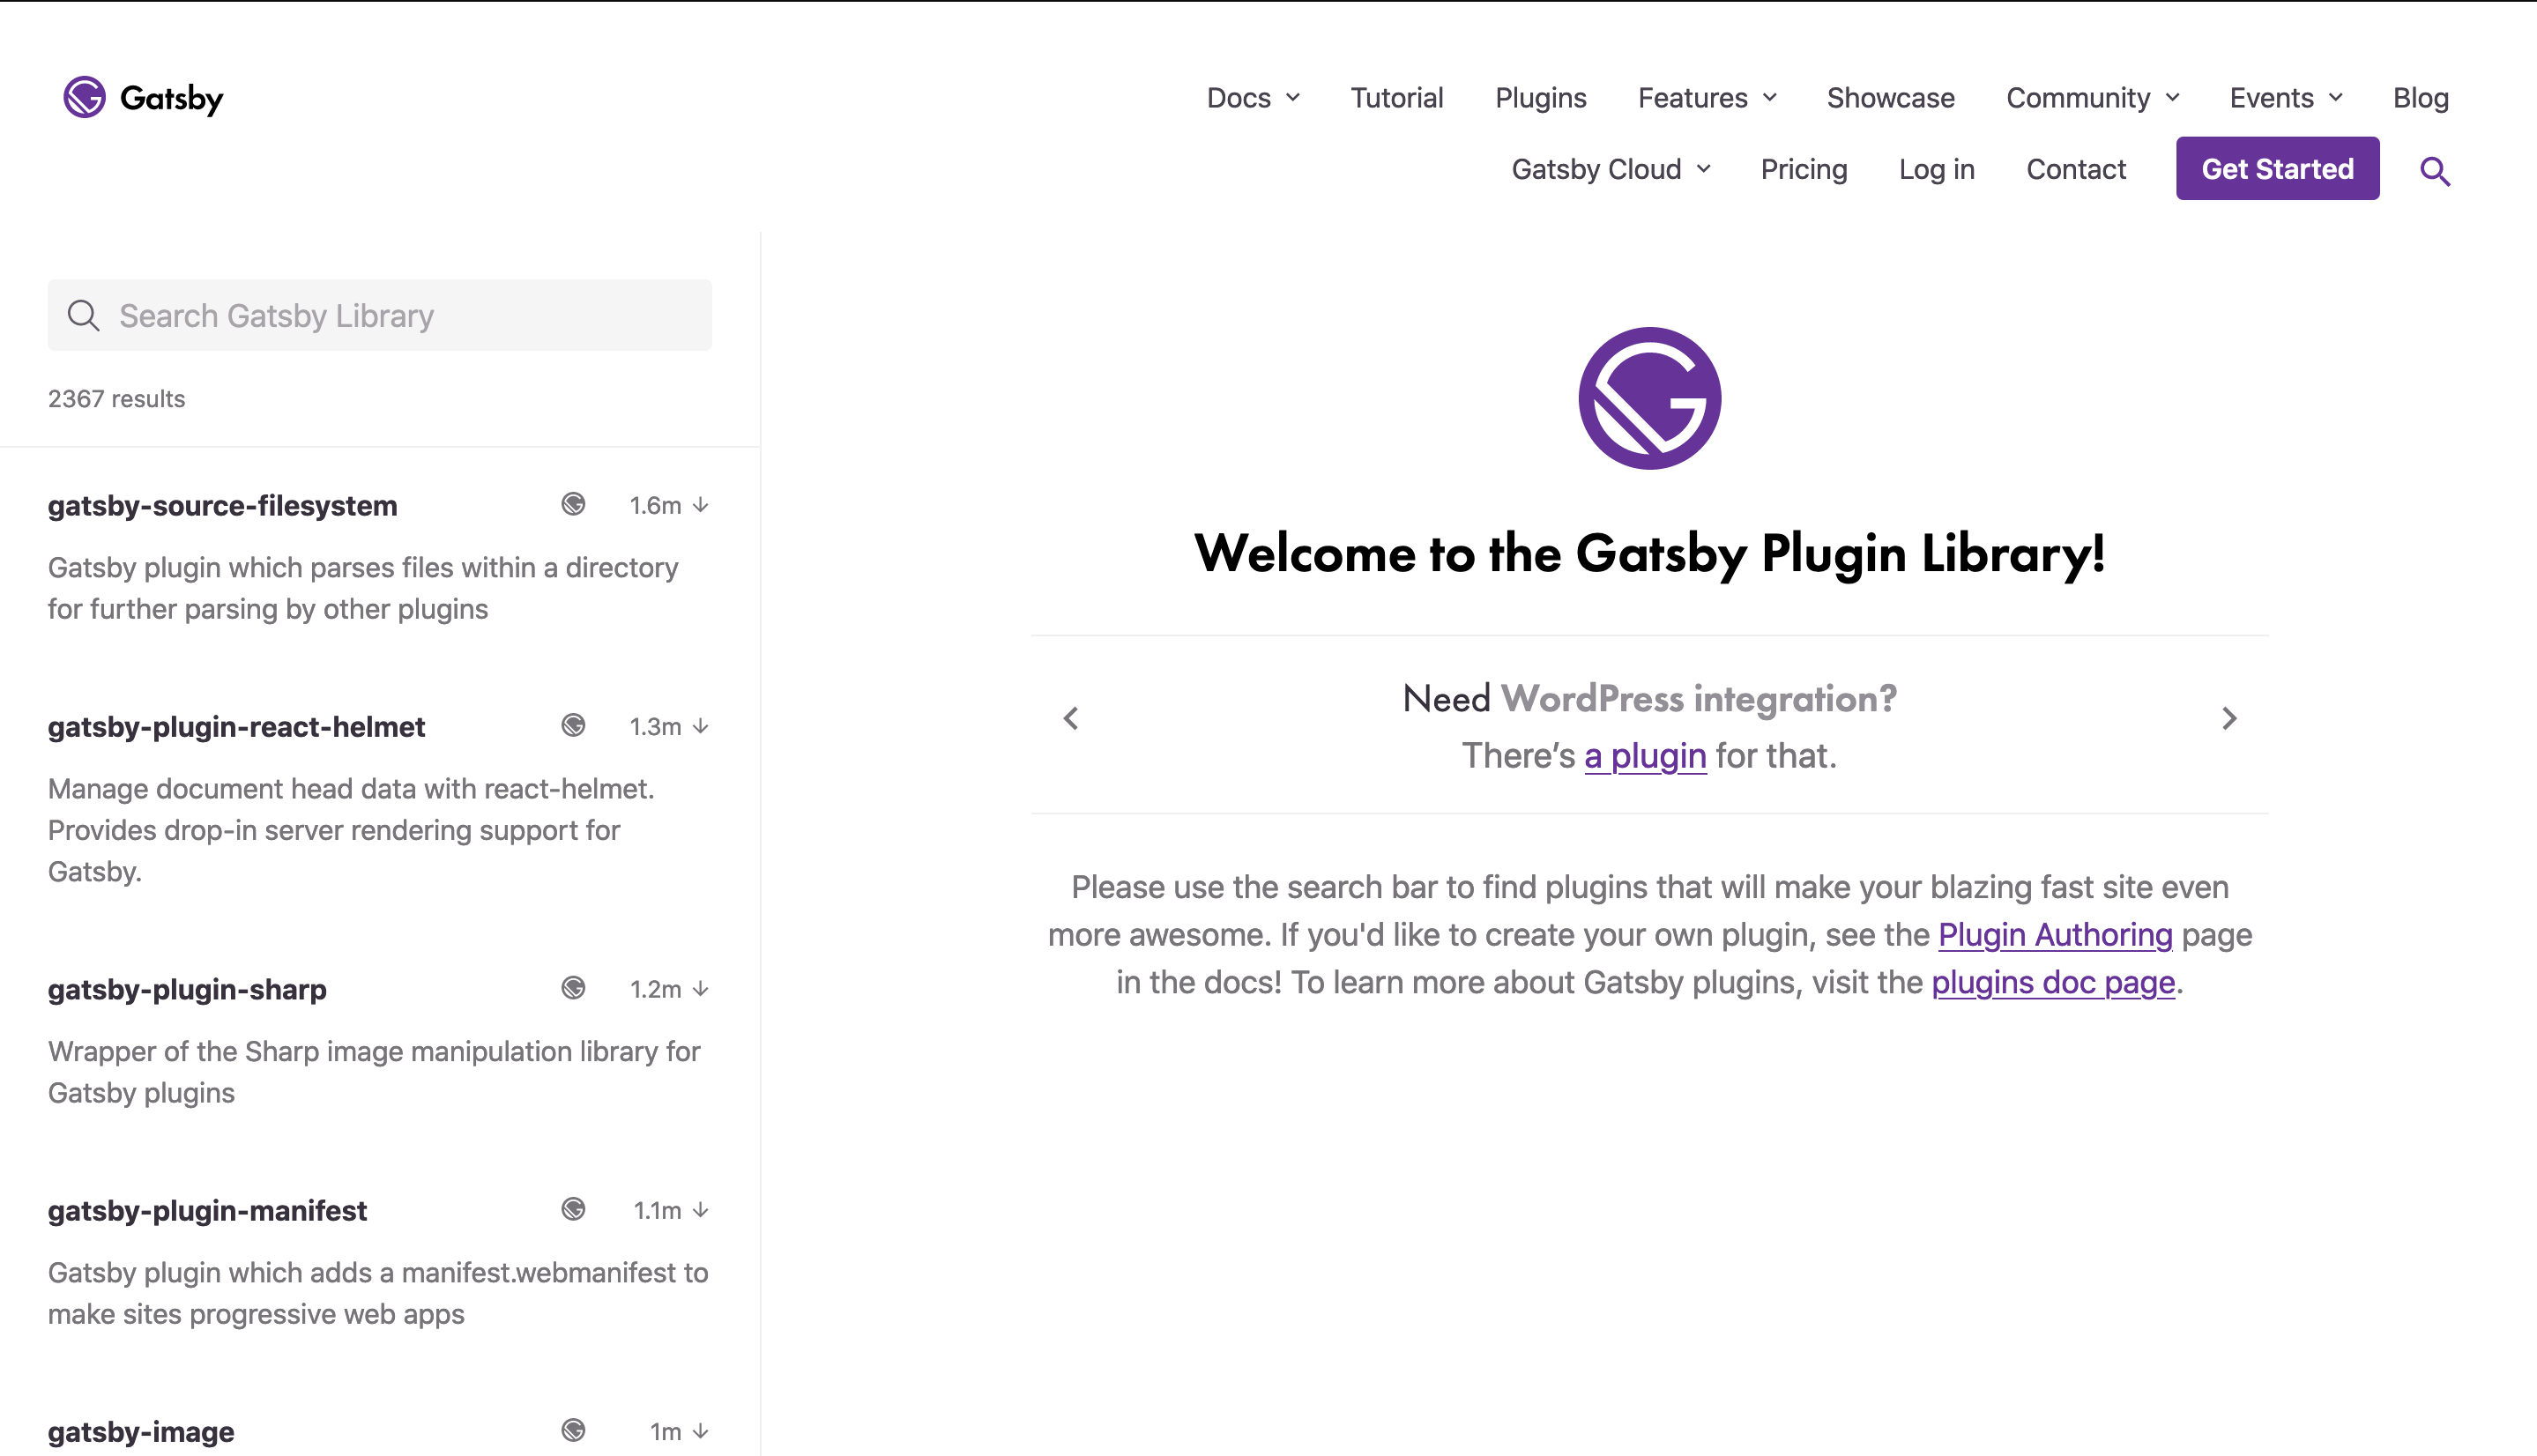 Gatsby
Docs Tutorial Plugins Features Showcase Community Events Blog
Gatsby Cloud Pricing Log in Contact Get Started
Search Gatsby Library
2367 results
gatsby-source-filesystem 1.6m ↓
Gatsby plugin which parses files within a directory
for further parsing by other plugins
gatsby-plugin-react-helmet 1.3m ↓
Manage document head data with react-helmet.
Provides drop-in server rendering support for
Gatsby.
gatsby-plugin-sharp 1.2m ↓
Wrapper of the Sharp image manipulation library for
Gatsby plugins
gatsby-plugin-manifest 1.1m ↓
Gatsby plugin which adds a manifest.webmanifest to
make sites progressive web apps
gatsby-image 1m ↓
Welcome to the Gatsby Plugin Library!
Need WordPress integration?
There’s a plugin for that.
Please use the search bar to find plugins that will make your blazing fast site even
more awesome. If you'd like to create your own plugin, see the Plugin Authoring page
in the docs! To learn more about Gatsby plugins, visit the plugins doc page.